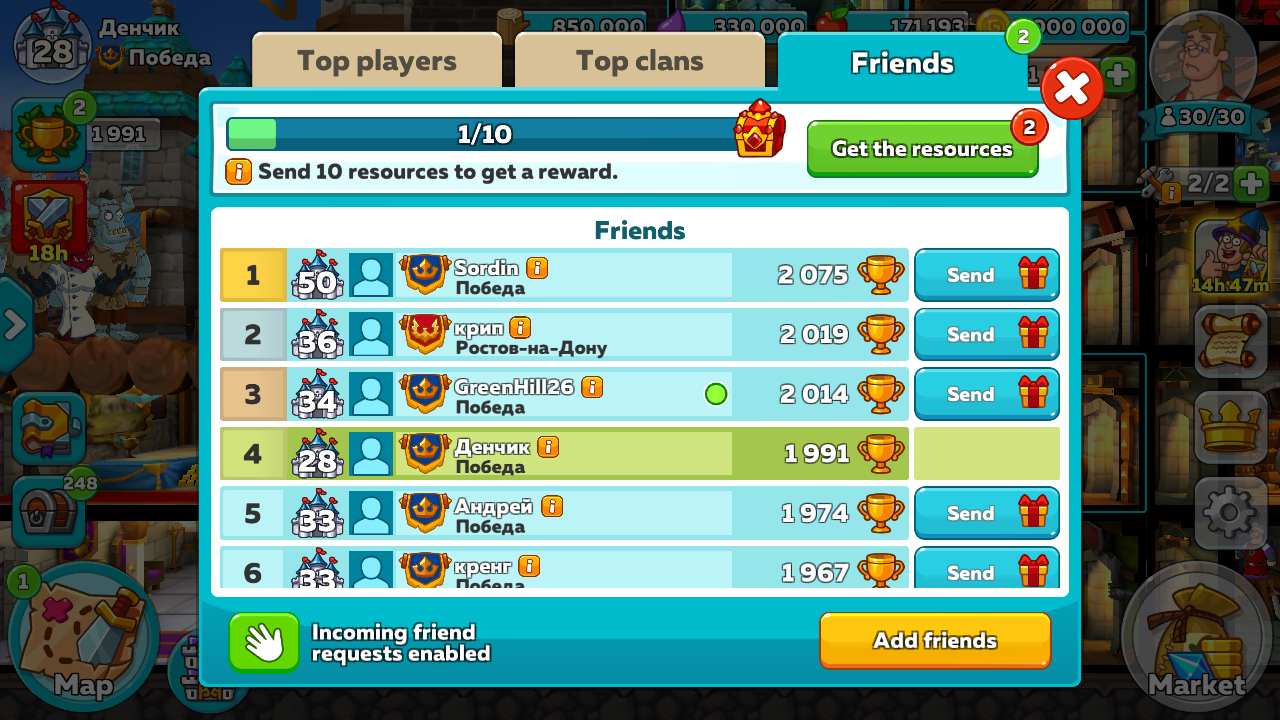 28
Денчик
Победа
850 000
330 000
171 193
000 000
2
1 991
Top players
Top clans
Friends
2
30/30
1/10
Send 10 resources to get a reward.
Get the resources
2
2/2
18h
14h:47m
Friends
1
50
Sordin
Победа
2 075
Send
2
36
крип
Ростов-на-Дону
2 019
Send
3
34
GreenHill26
Победа
2 014
Send
4
28
Денчик
Победа
1 991
5
33
Андрей
Победа
1 974
Send
6
33
кренг
Победа
1 967
Send
248
1
Map
Incoming friend
requests enabled
Add friends
Market